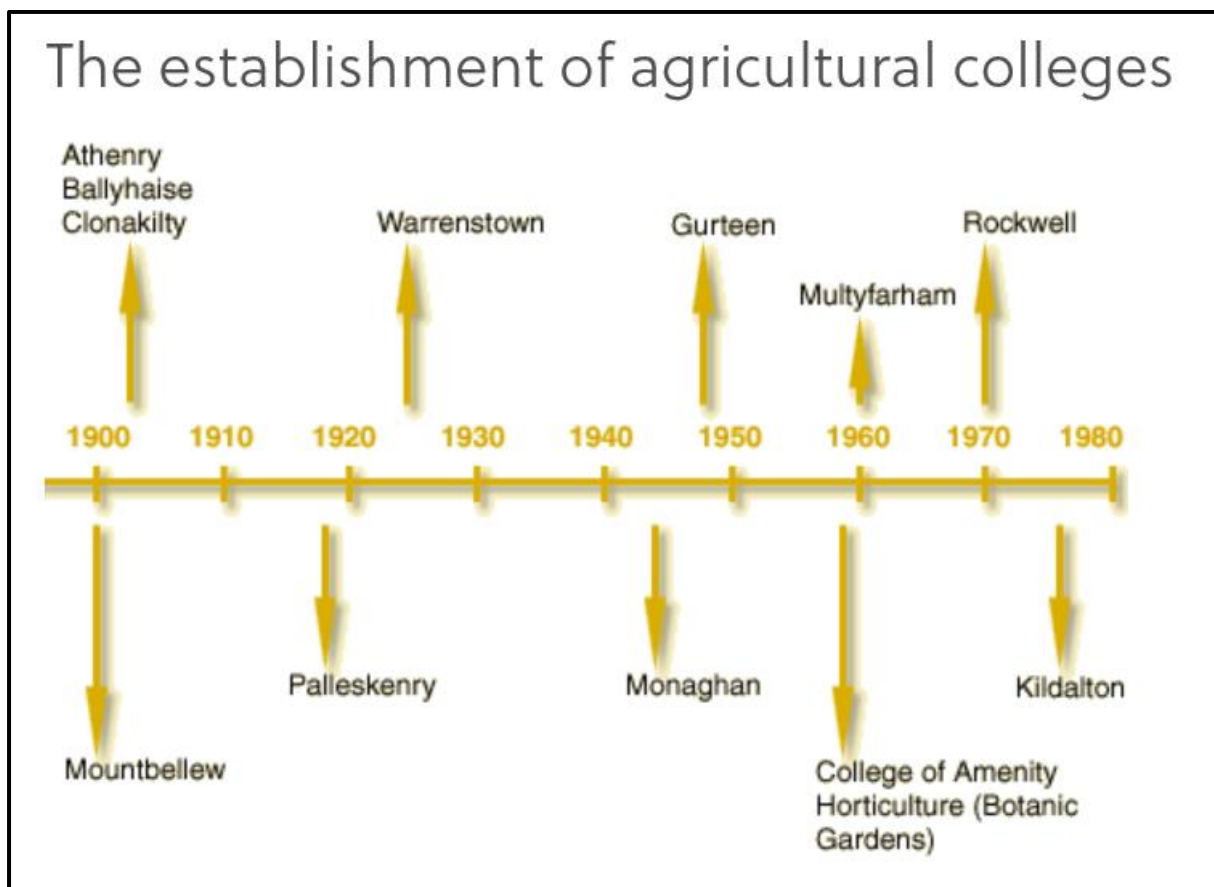 The establishment of agricultural colleges
Athenry
Ballyhaise
Clonakilty
Warrenstown
Gurteen
Rockwell
Multyfarham
1900 1910 1920 1930 1940 1950 1960 1970 1980
Palleskenry
Monaghan
Kildalton
Mountbellew
College of Amenity
Horticulture (Botanic
Gardens)